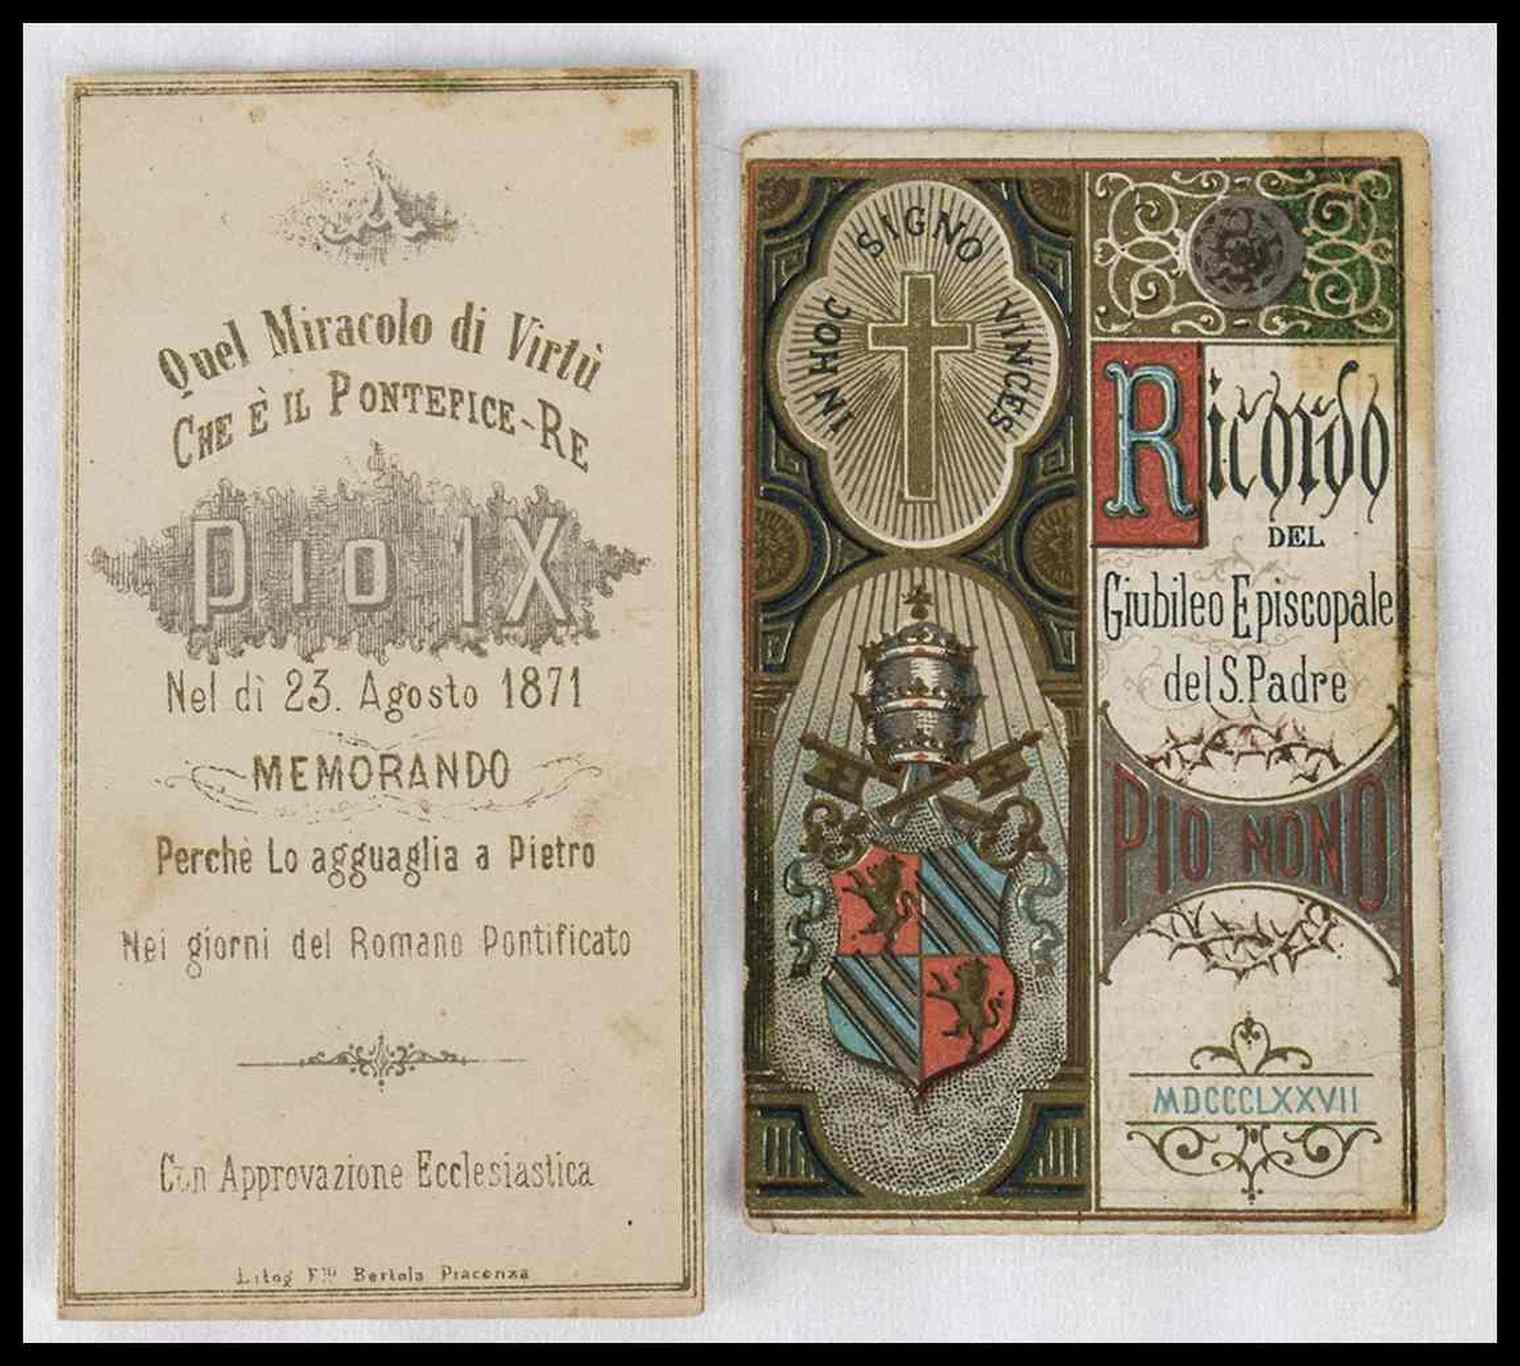 Quel Miracolo di Virtù
CHE È IL PONTEFICE-RE
PIO IX
Nel dì 23. Agosto 1871
MEMORANDO
Perchè Lo agguaglia a Pietro
Nei giorni del Romano Pontificato
Con Approvazione Ecclesiastica
Litog Flli Bertola Piacenza
IN HOC SIGNO VINCES
Ricordo
DEL
Giubileo Episcopale
del S. Padre
PIO NONO
MDCCCLXXVII